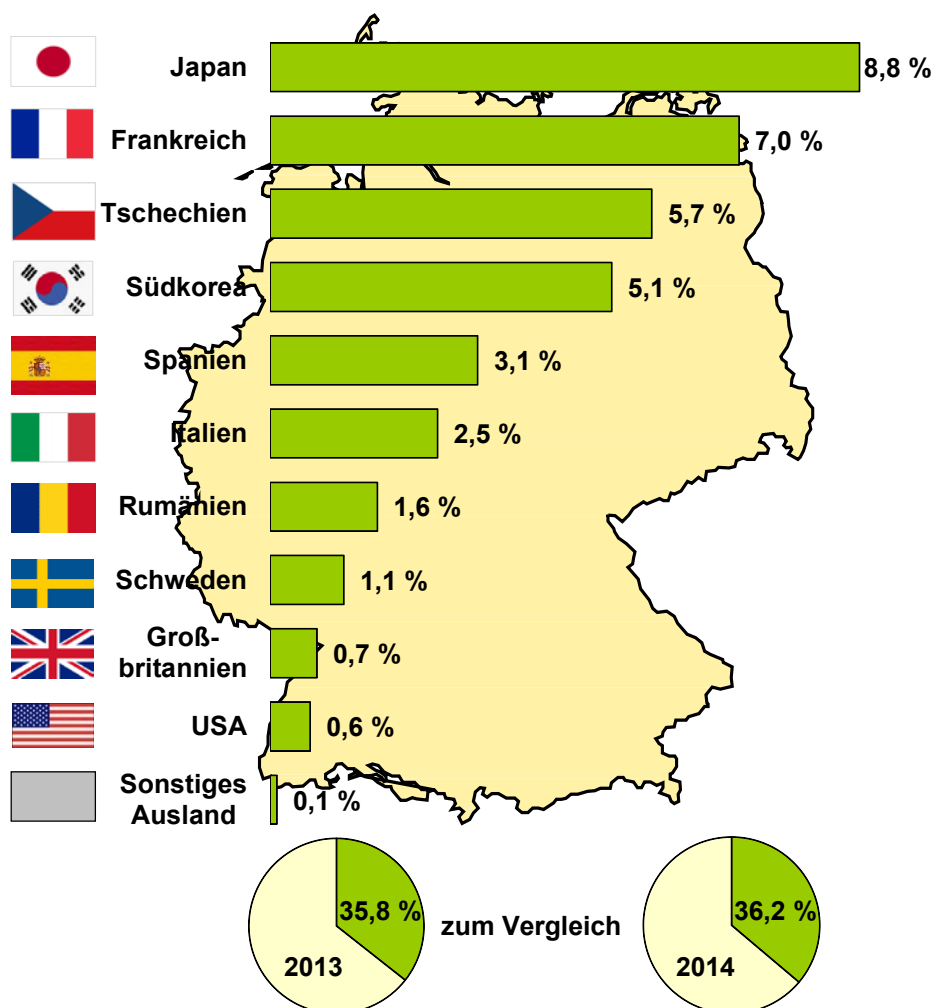 Japan 8,8 %
Frankreich 7,0 %
Tschechien 5,7 %
Südkorea 5,1 %
Spanien 3,1 %
Italien 2,5 %
Rumänien 1,6 %
Schweden 1,1 %
Groß-
britannien 0,7 %
USA 0,6 %
Sonstiges
Ausland 0,1 %
35,8 % zum Vergleich 36,2 %
2013 2014